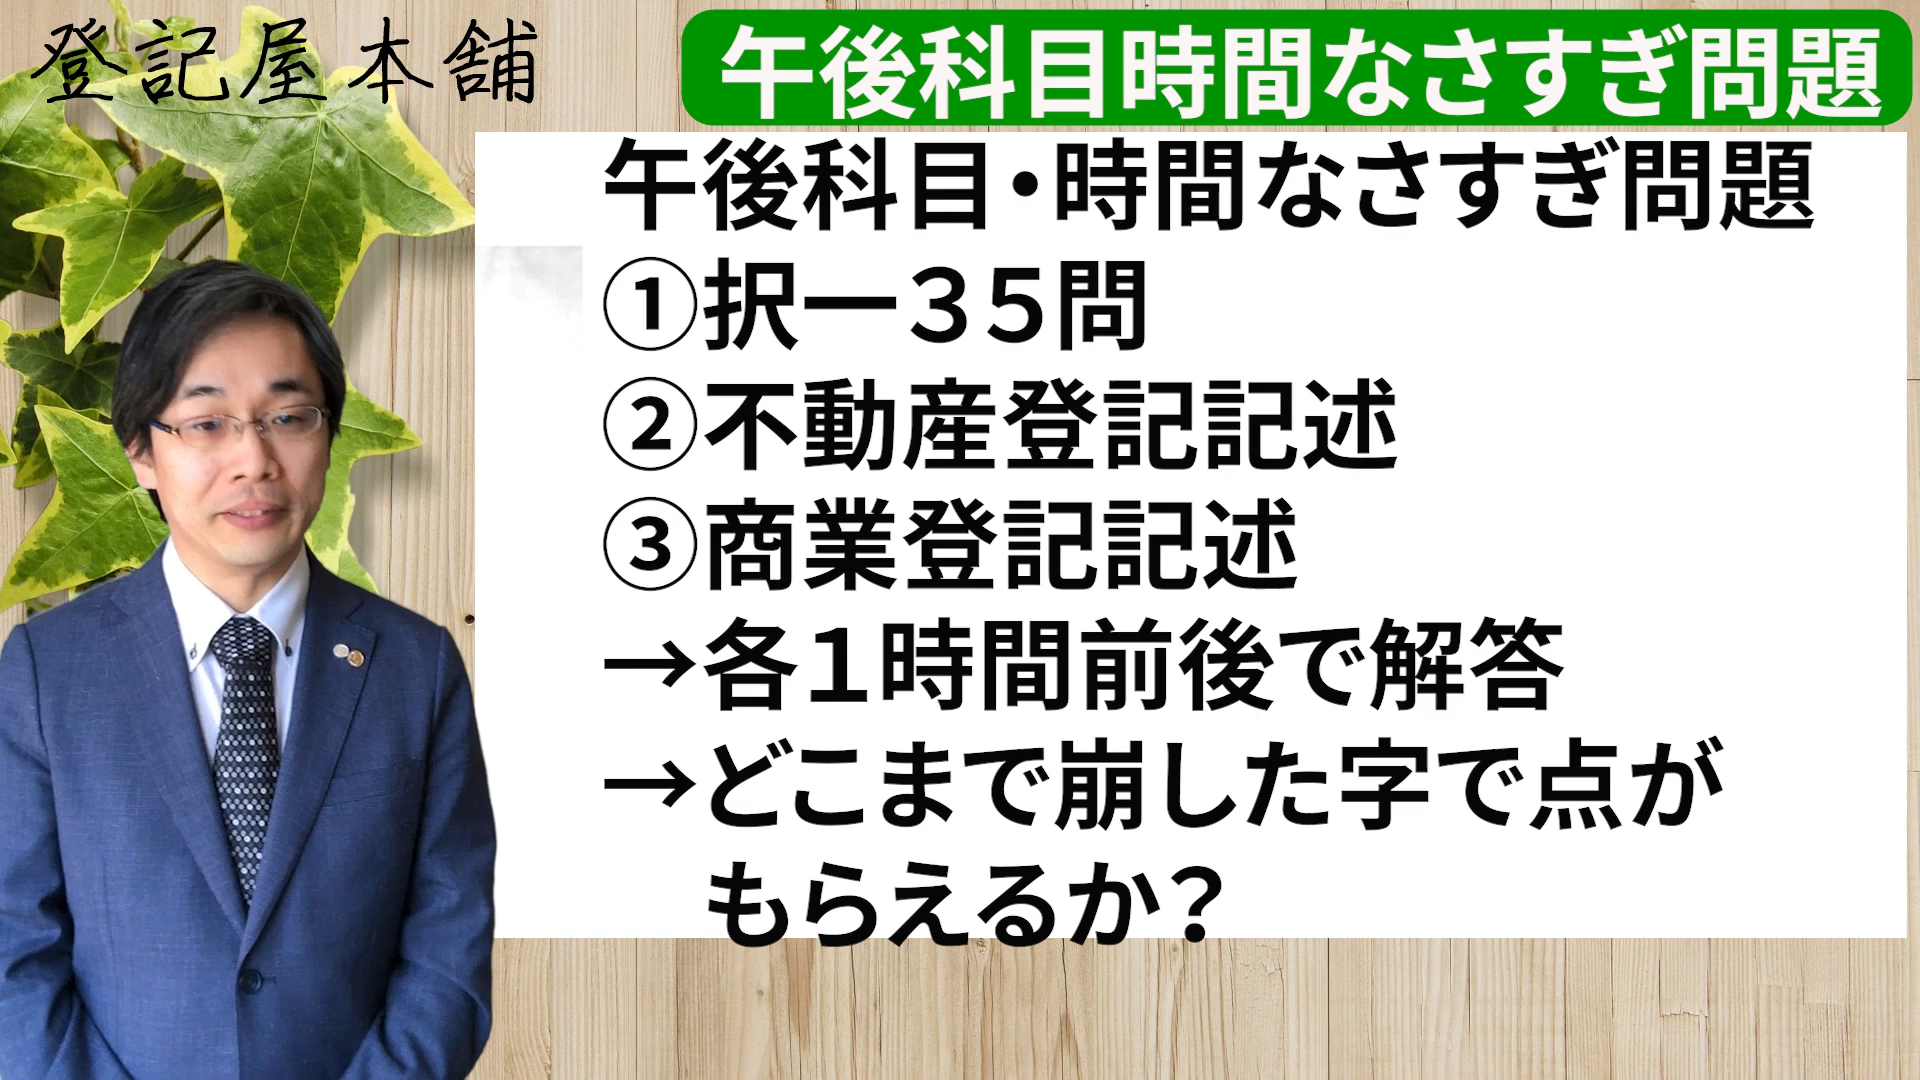 登記屋本舗
午後科目時間なさすぎ問題
午後科目・時間なさすぎ問題
①択一３５問
②不動産登記記述
③商業登記記述
→各１時間前後で解答
→どこまで崩した字で点が
もらえるか？